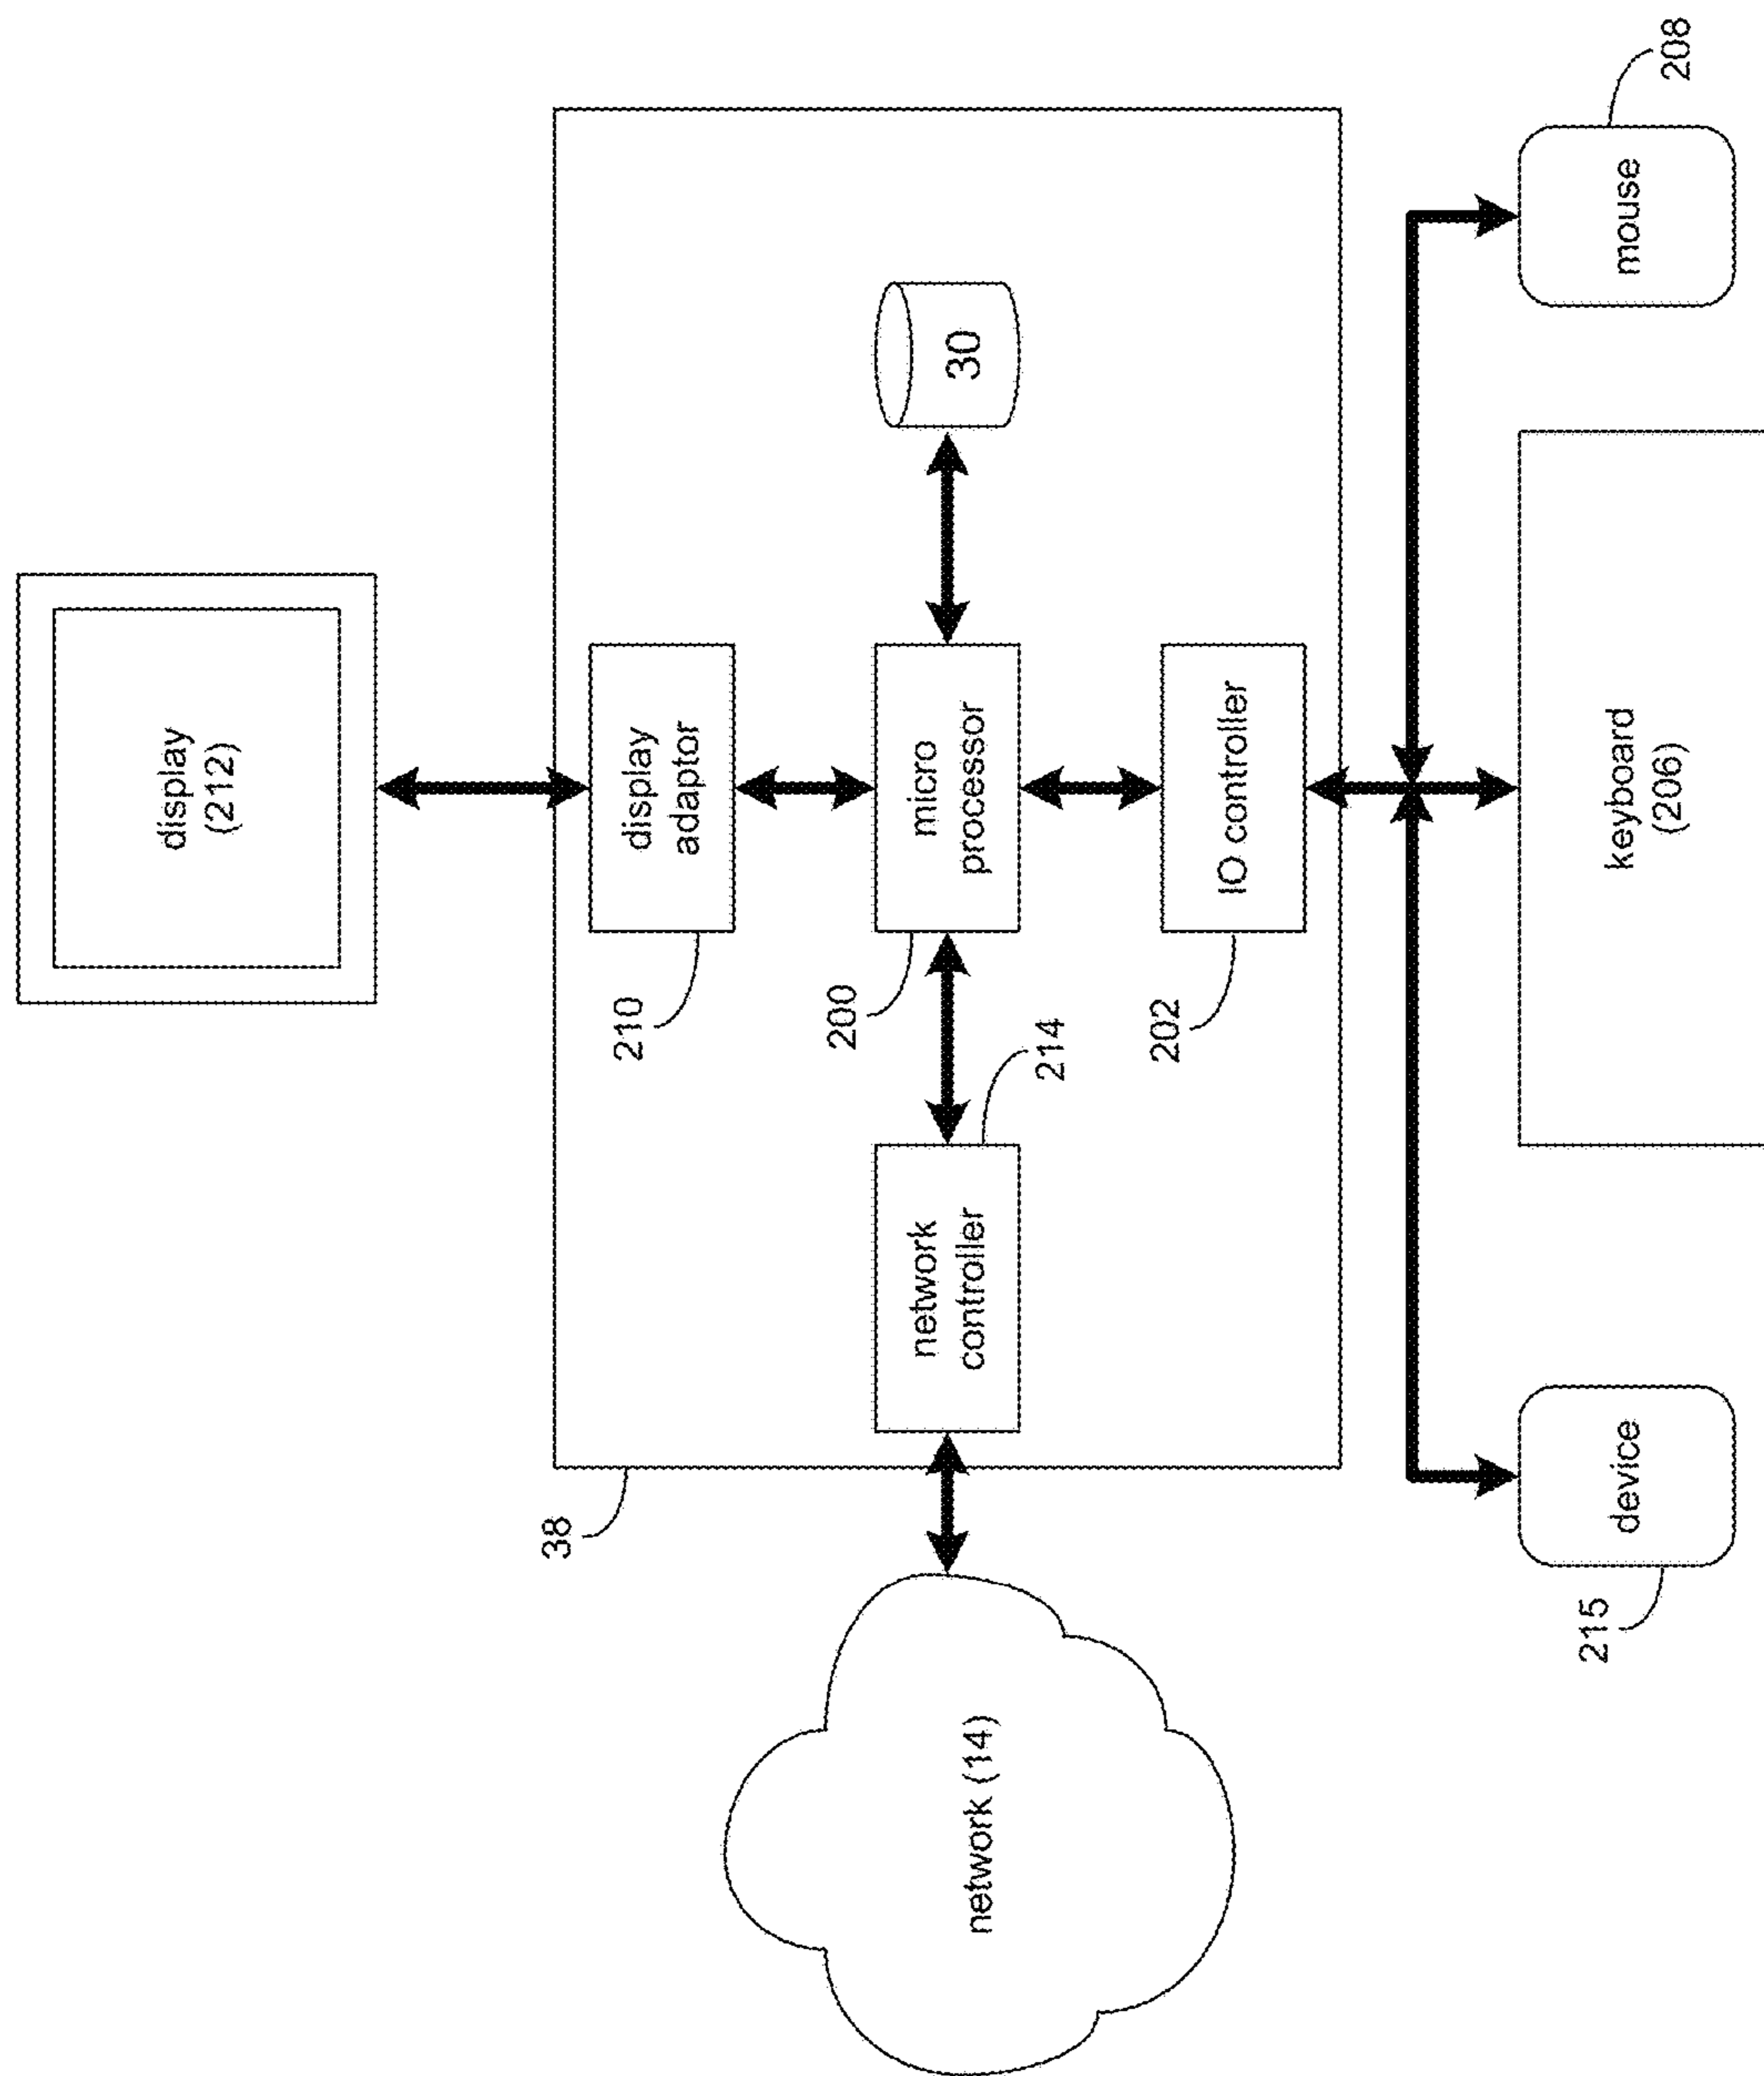 display
(212)
display
adaptor
210
micro
processor
200
30
network
controller
214
IO controller
202
38
network (14)
device
215
keyboard
(206)
mouse
208